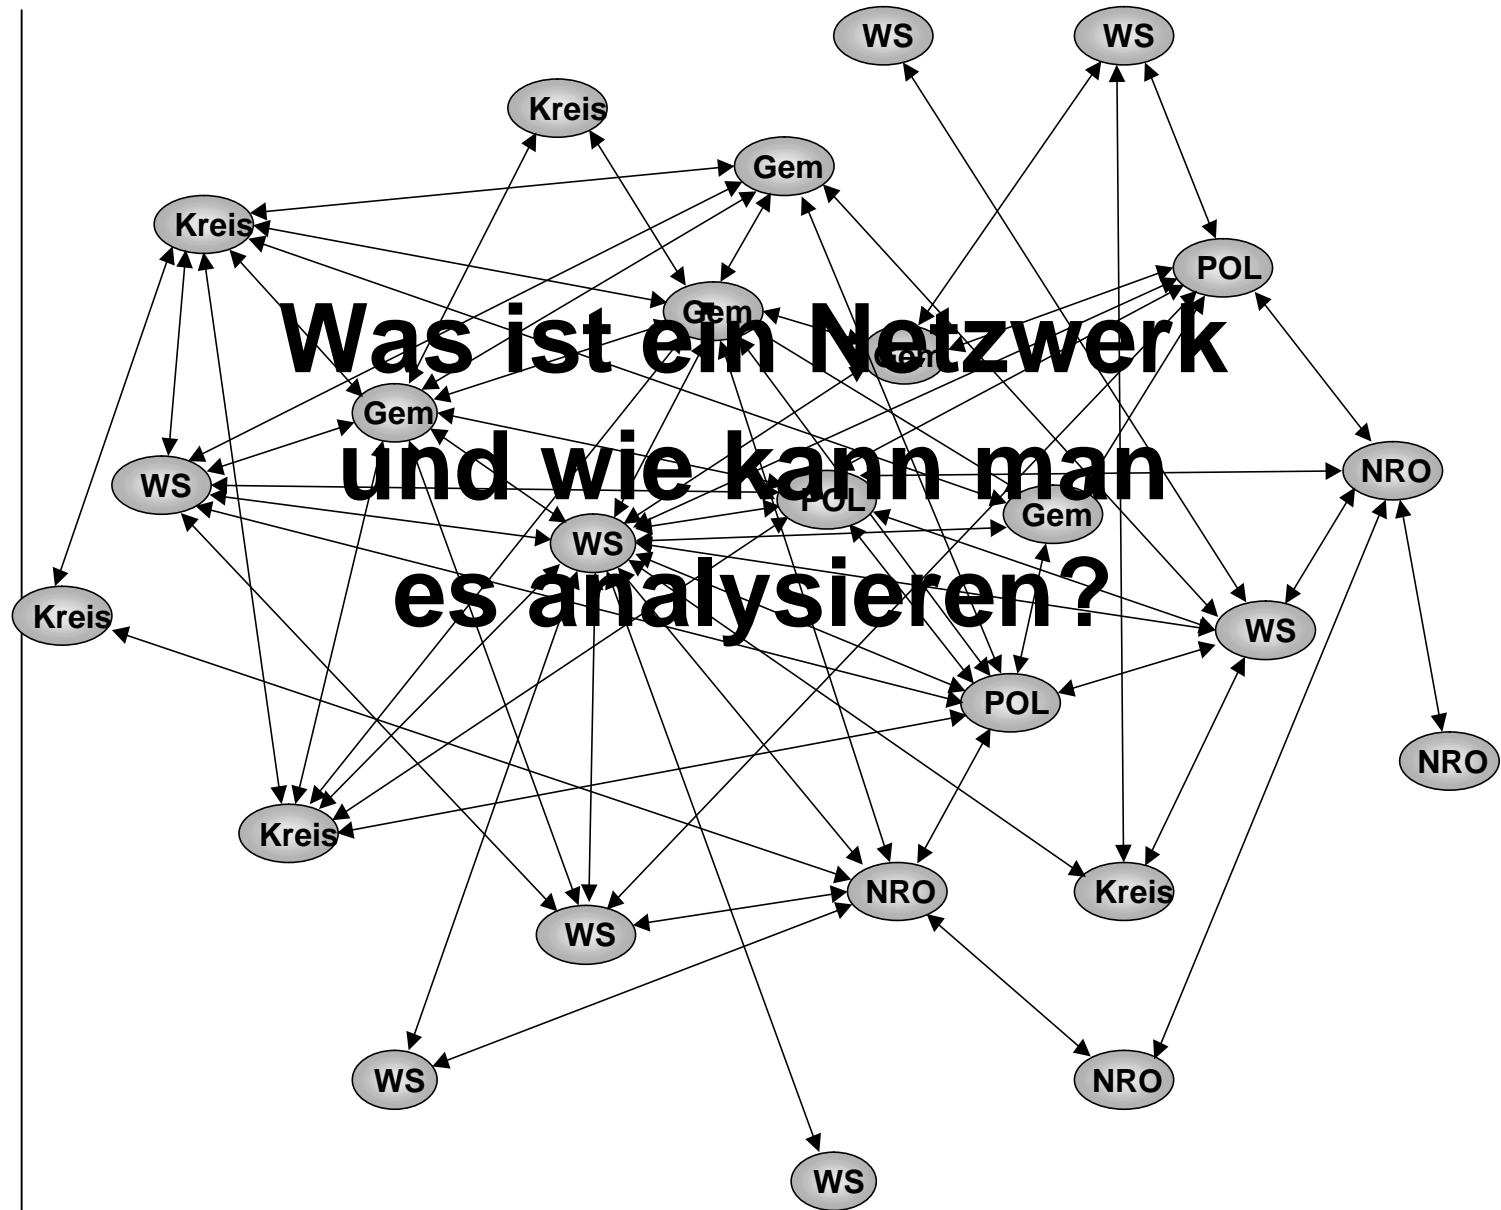 WS
WS
Kreis
Gem
Kreis
POL
Gem
Gem
Was ist ein Netzwerk
Gem
und wie kann man
NRO
WS
POL
Gem
WS
es analysieren?
Kreis
WS
POL
NRO
Kreis
NRO
Kreis
WS
WS
NRO
WS